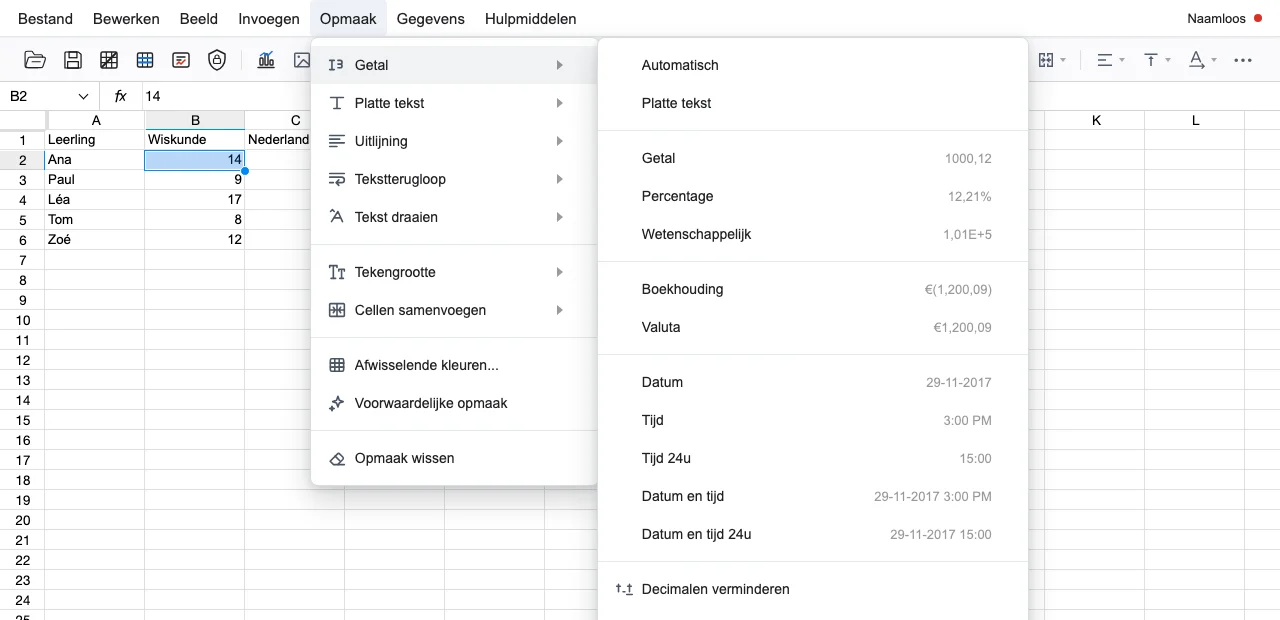 Bestand Bewerken Beeld Invoegen Opmaak Gegevens Hulpmiddelen Naamloos
B2 fx 14
A B C K L
1 Leerling Wiskunde Nederland
2 Ana 14
3 Paul 9
4 Léa 17
5 Tom 8
6 Zoé 12
7
8
9
10
11
12
13
14
15
16
17
18
19
20
21
22
23
24
25
Getal
Platte tekst
Uitlijning
Tekstterugloop
Tekst draaien
Tekengrootte
Cellen samenvoegen
Afwisselende kleuren...
Voorwaardelijke opmaak
Opmaak wissen
Automatisch
Platte tekst
Getal 1000,12
Percentage 12,21%
Wetenschappelijk 1,01E+5
Boekhouding €(1,200,09)
Valuta €1,200,09
Datum 29-11-2017
Tijd 3:00 PM
Tijd 24u 15:00
Datum en tijd 29-11-2017 3:00 PM
Datum en tijd 24u 29-11-2017 15:00
Decimalen verminderen